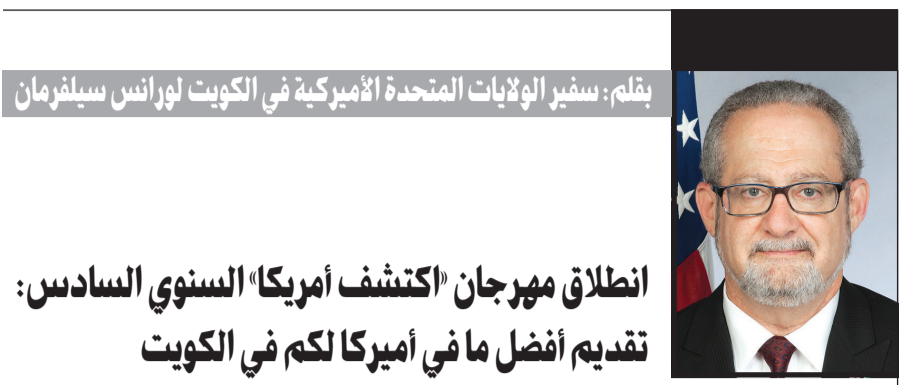 بقلم: سفير الولايات المتحدة الأميركية في الكويت لورانس سيلفرمان
انطلاق مهرجان «اكتشف أمريكا» السنوي السادس:
تقديم أفضل ما في أميركا لكم في الكويت